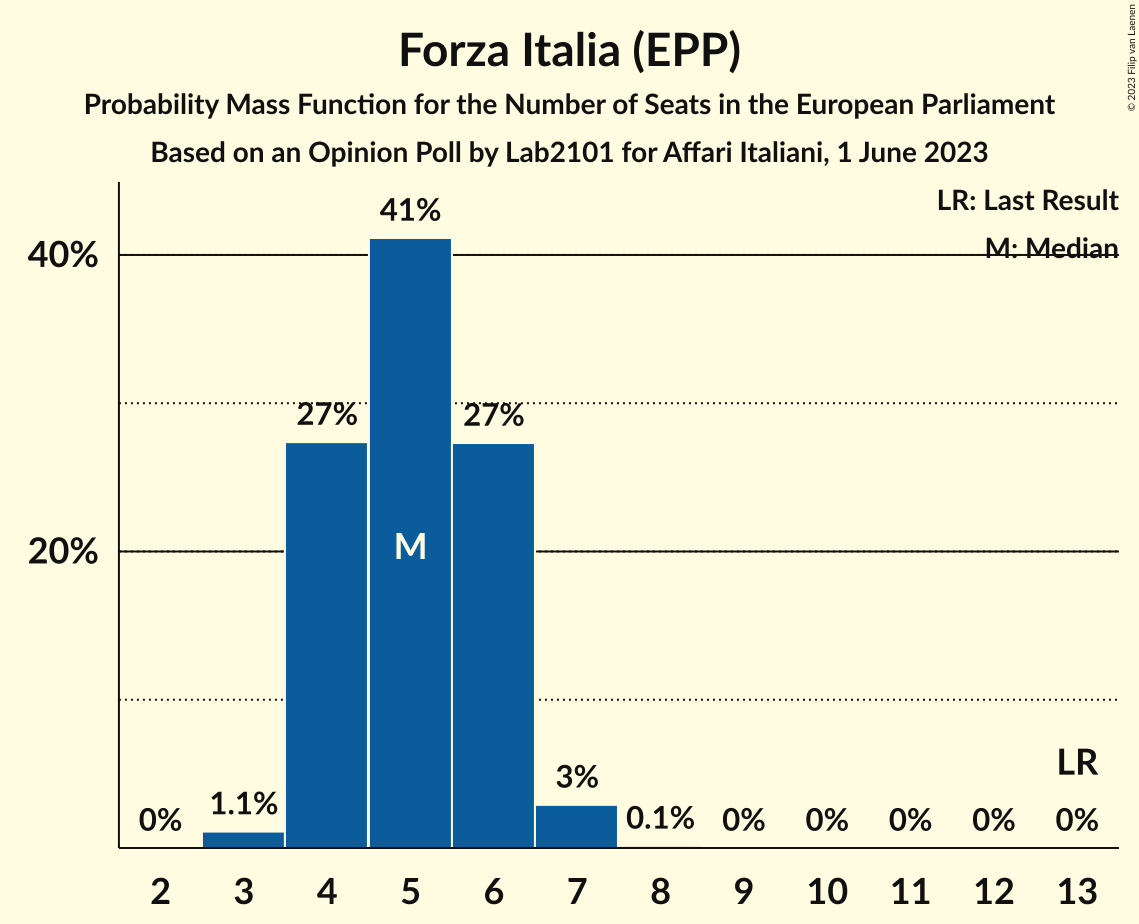 Forza Italia (EPP)
Probability Mass Function for the Number of Seats in the European Parliament
Based on an Opinion Poll by Lab2101 for Affari Italiani, 1 June 2023
© 2023 Filip van Laenen
LR: Last Result
M: Median
40%
20%
41%
27%
27%
M
LR
0%
1.1%
3%
0.1%
0%
0%
0%
0%
0%
2 3 4 5 6 7 8 9 10 11 12 13